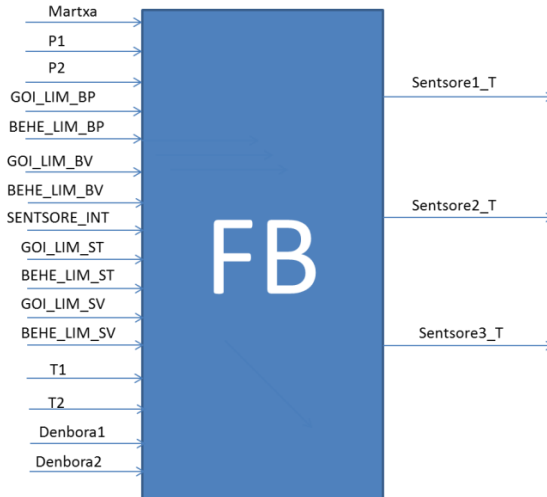 Martxa
P1
P2
GOI_LIM_BP
BEHE_LIM_BP
GOI_LIM_BV
BEHE_LIM_BV
SENTSORE_INT
GOI_LIM_ST
BEHE_LIM_ST
GOI_LIM_SV
BEHE_LIM_SV
T1
T2
Denbora1
Denbora2
FB
Sentsore1_T
Sentsore2_T
Sentsore3_T